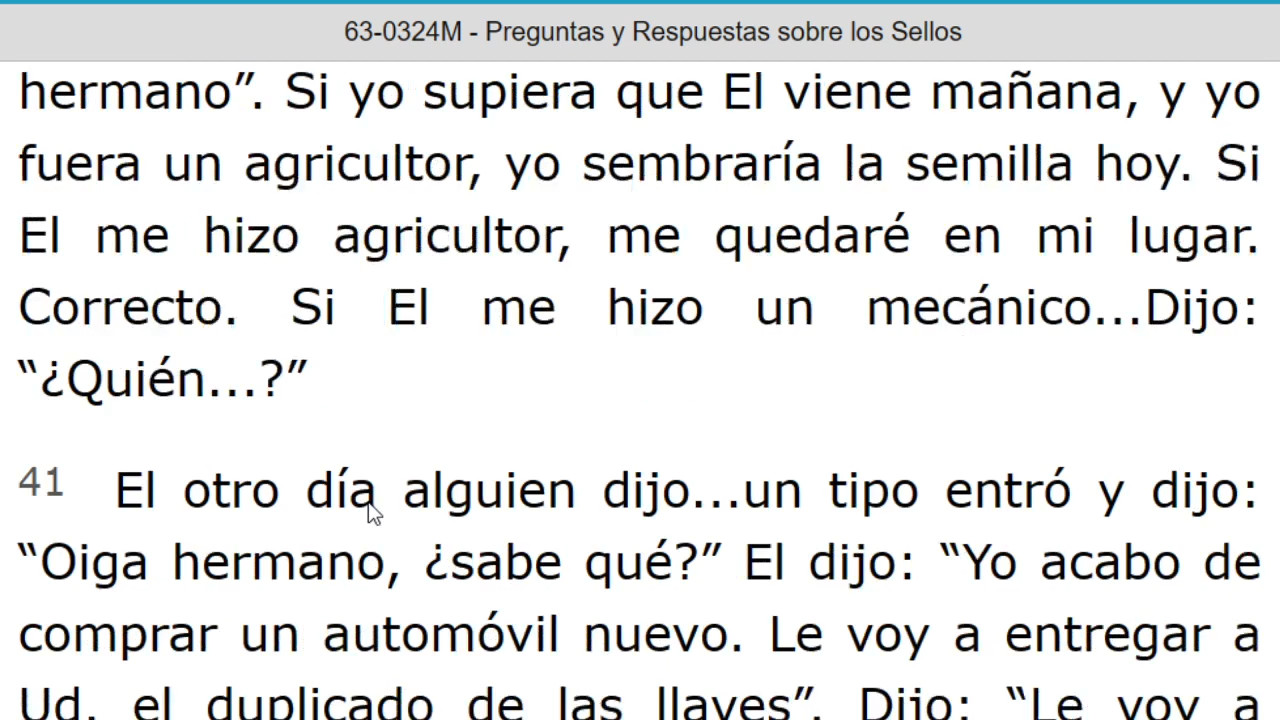 63-0324M - Preguntas y Respuestas sobre los Sellos
hermano”. Si yo supiera que El viene mañana, y yo
fuera un agricultor, yo sembraría la semilla hoy. Si
El me hizo agricultor, me quedaré en mi lugar.
Correcto. Si El me hizo un mecánico...Dijo:
“¿Quién...?”
41 El otro día alguien dijo...un tipo entró y dijo:
“Oiga hermano, ¿sabe qué?” El dijo: “Yo acabo de
comprar un automóvil nuevo. Le voy a entregar a
Ud. el duplicado de las llaves”. Dijo: “Le voy a